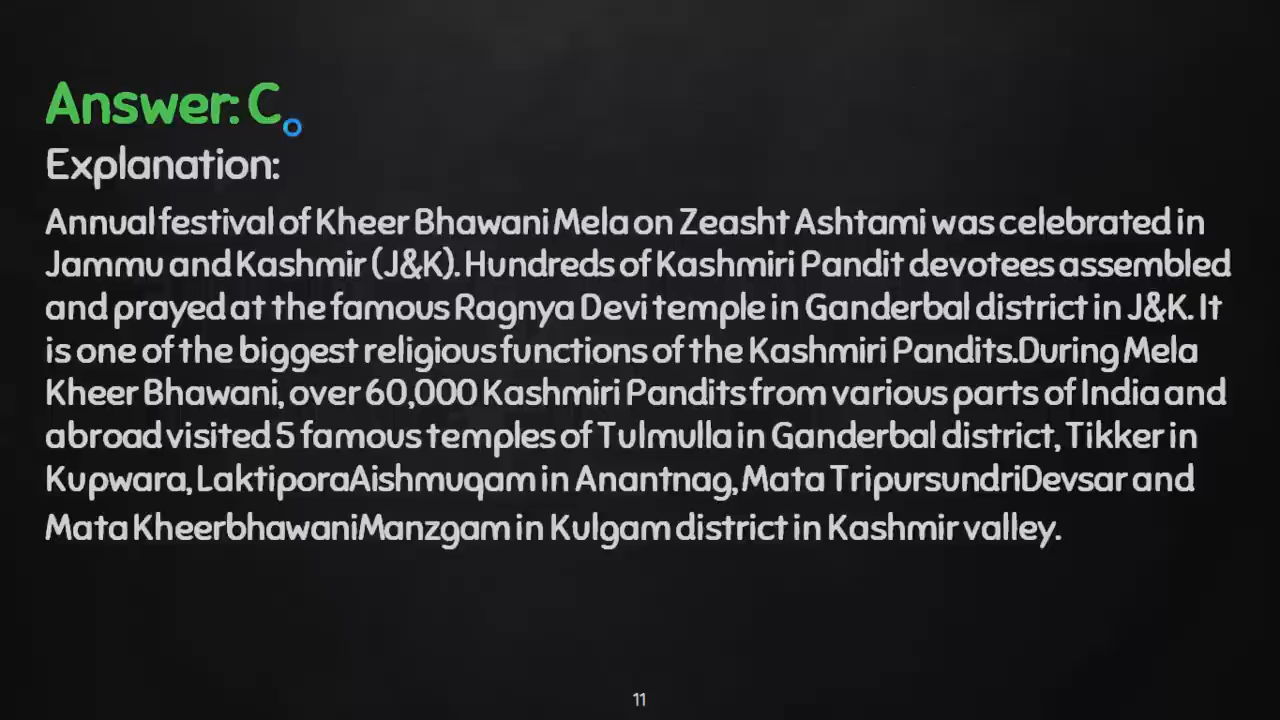 Answer: C
Explanation:
Annual festival of Kheer Bhawani Mela on Zeasht Ashtami was celebrated in
Jammu and Kashmir (J&K). Hundreds of Kashmiri Pandit devotees assembled
and prayed at the famous Ragnya Devi temple in Ganderbal district in J&K. It
is one of the biggest religious functions of the Kashmiri Pandits.During Mela
Kheer Bhawani, over 60,000 Kashmiri Pandits from various parts of India and
abroad visited 5 famous temples of Tulmulla in Ganderbal district, Tikker in
Kupwara, LaktiporaAishmuqam in Anantnag, Mata TripursundriDevsar and
Mata KheerbhawaniManzgam in Kulgam district in Kashmir valley.
11